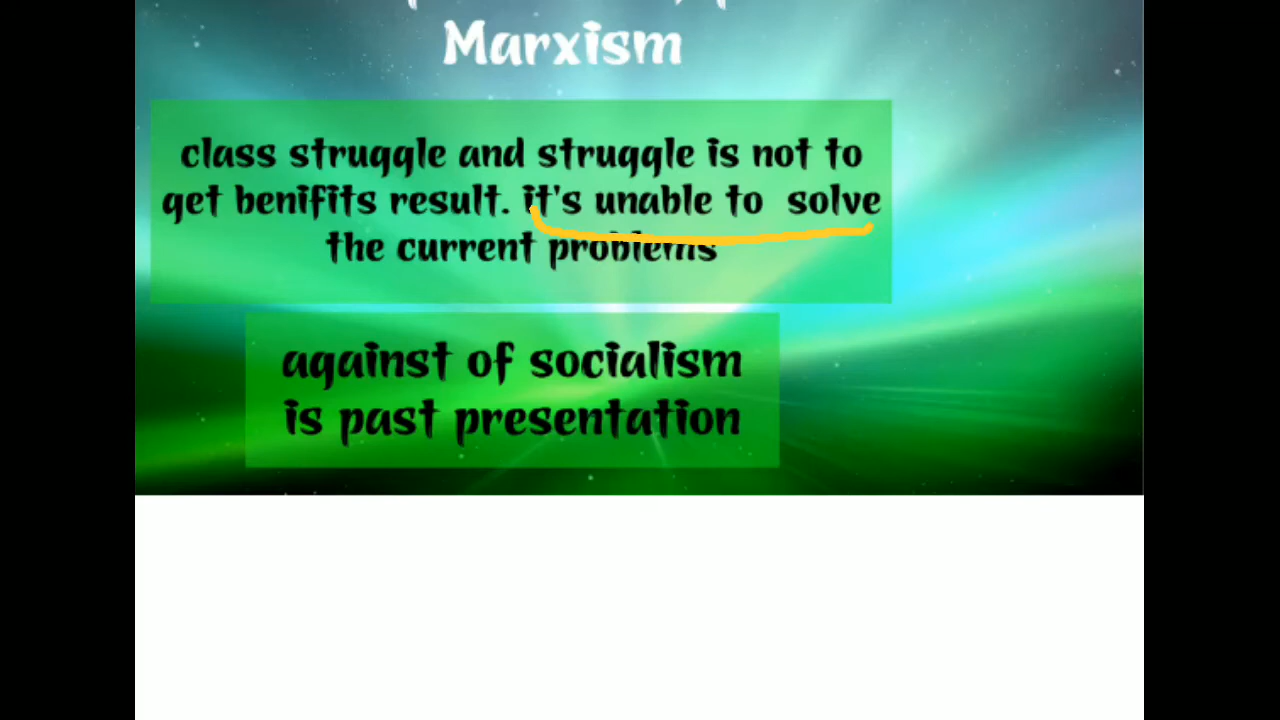 Marxism
class struggle and struggle is not to
get benifits result. it's unable to solve
the current problems
against of socialism
is past presentation